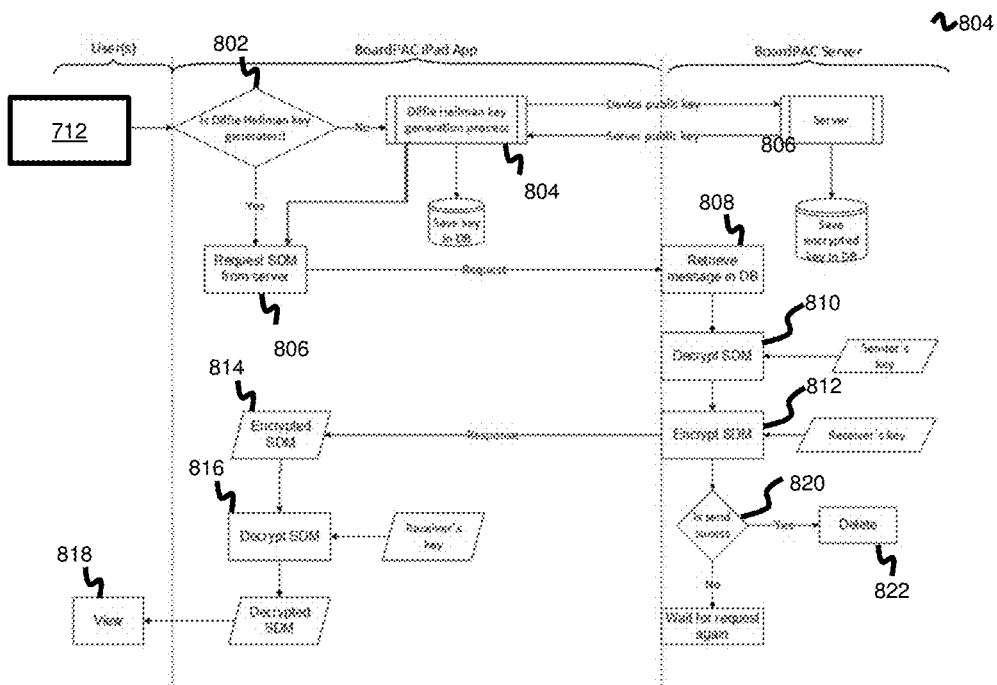 804
User(s)
BoardPAC iPad App
BoardPAC Server
802
712
Is Diffie Hellman key
generated
No
Diffie Hellman key
generation process
Device public key
Server public key
Server
806
804
Yes
Save key
in DB
Save
encrypted
key in DB
808
Request SDM
from server
Request
Retrieve
message in DB
806
810
Decrypt SDM
Sender's
key
814
812
Encrypted
SDM
Response
Encrypt SDM
Receiver's key
816
820
Decrypt SDM
Receiver's
key
Is send
Yes
Delete
822
818
No
View
Decrypted
SDM
Wait for request
again